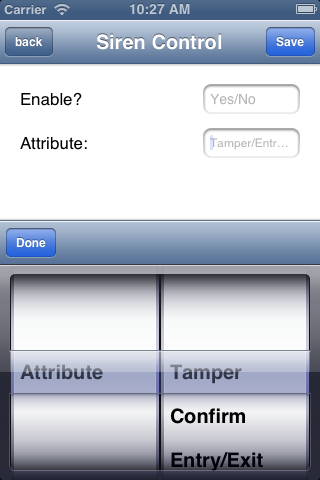 Carrier 10:27 AM
back Siren Control Save
Enable? Yes/No
Attribute: Tamper/Entr...
Done
Attribute Tamper
Confirm
Entry/Exit